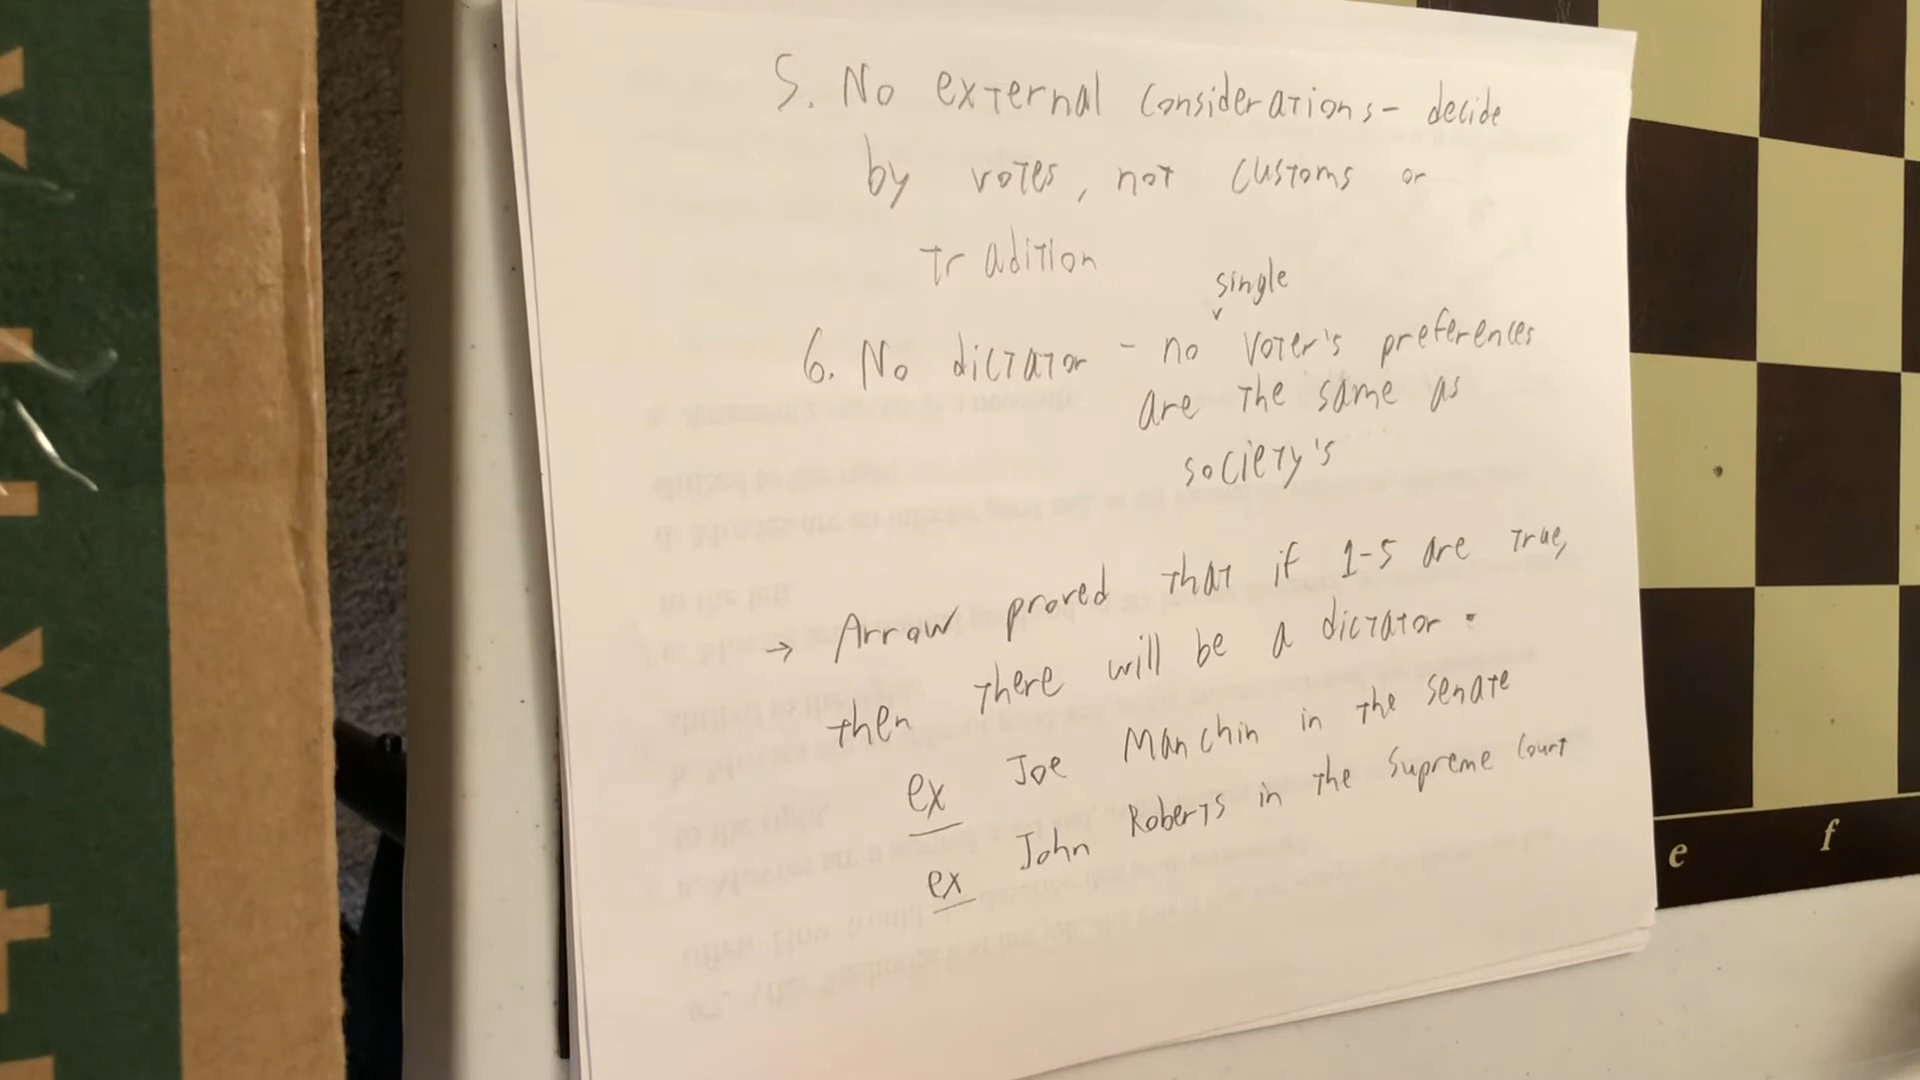 5. No external considerations - decide
by votes, not customs or
tradition
single
6. No dictator - no voter's preferences
are the same as
society's
→ Arrow proved that if 1-5 are true,
then there will be a dictator.
ex Joe Manchin in the Senate
ex John Roberts in the Supreme Court
e f